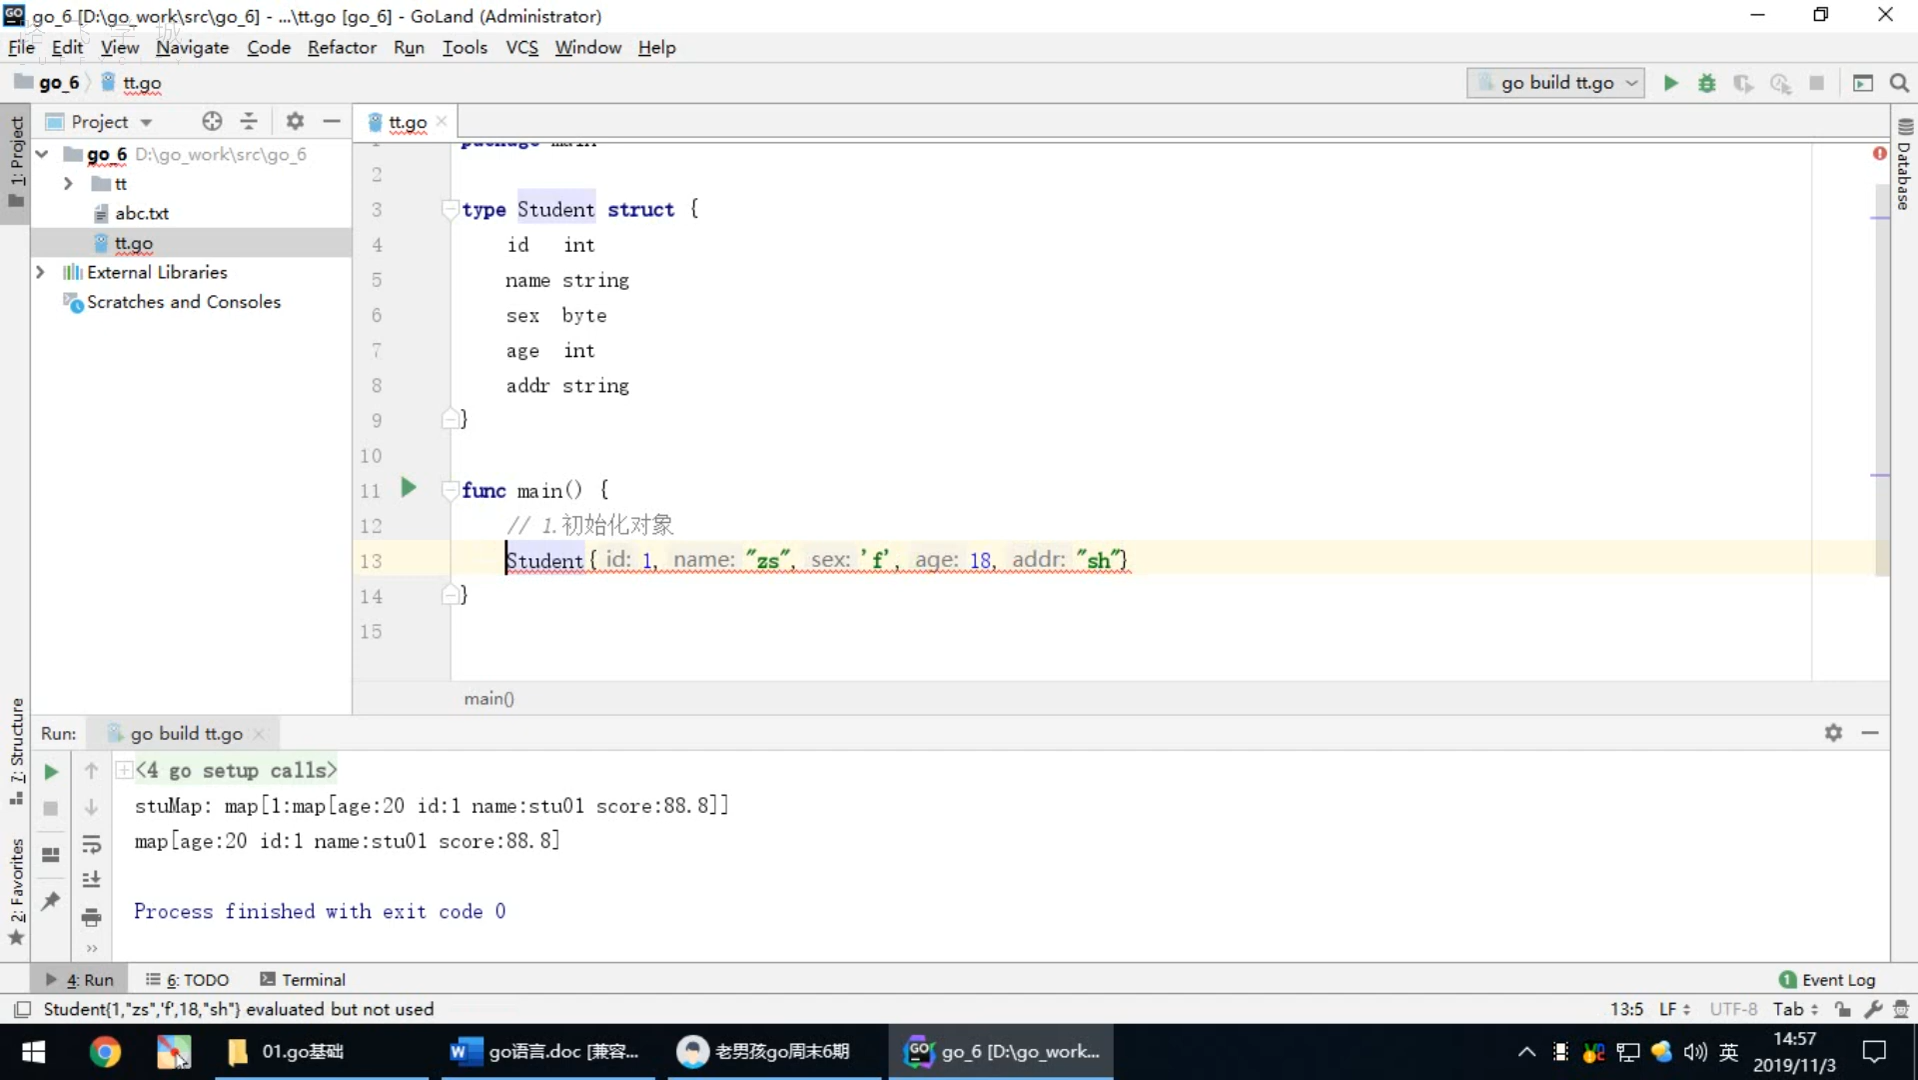 go_6 [D:\go_work\src\go_6] - ...\tt.go [go_6] - GoLand (Administrator)
File Edit View Navigate Code Refactor Run Tools VCS Window Help
go_6 tt.go
go build tt.go
1: Project
Project
tt.go
Database
go_6 D:\go_work\src\go_6
tt
abc.txt
tt.go
External Libraries
Scratches and Consoles
1 package main
2
3 type Student struct {
4 id int
5 name string
6 sex byte
7 age int
8 addr string
9 }
10
11 func main() {
12 // 1.初始化对象
13 Student{ id: 1, name: "zs", sex: 'f', age: 18, addr: "sh"}
14 }
15
main()
7: Structure
2: Favorites
Run: go build tt.go
<4 go setup calls>
stuMap: map[1:map[age:20 id:1 name:stu01 score:88.8]]
map[age:20 id:1 name:stu01 score:88.8]
Process finished with exit code 0
4: Run 6: TODO Terminal
1 Event Log
Student{1,"zs",'f',18,"sh"} evaluated but not used
13:5 LF UTF-8 Tab
01.go基础
go语言.doc [兼容...
老男孩go周末6期
go_6 [D:\go_work...
英
14:57
2019/11/3